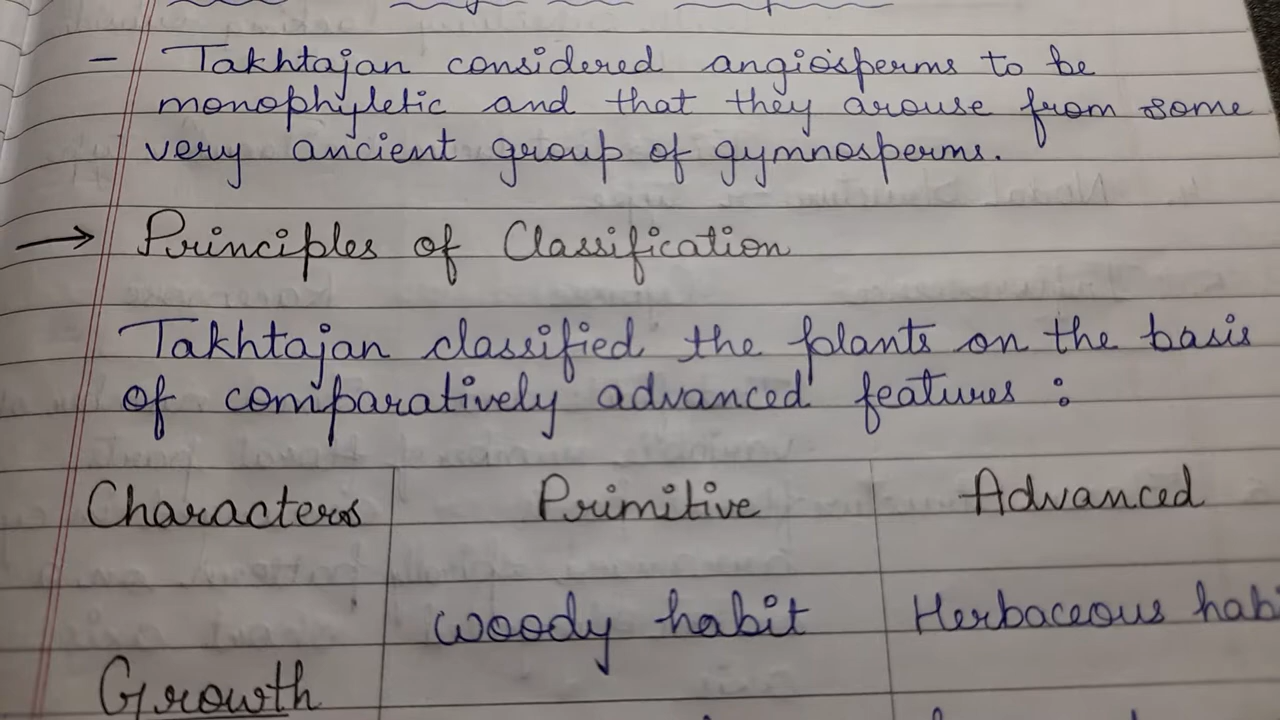 - Takhtajan considered angiosperms to be
monophyletic and that they arouse from some
very ancient group of gymnosperms.
→ Principles of Classification
Takhtajan classified the plants on the basis
of comparatively advanced features :
Characters Primitive Advanced
woody habit Herbaceous hab
Growth